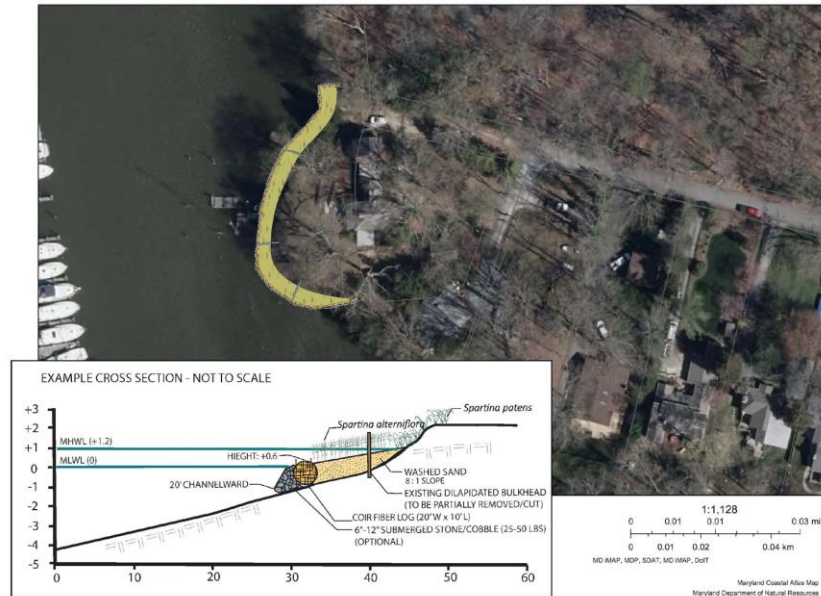 EXAMPLE CROSS SECTION - NOT TO SCALE
+3
+2
+1
0
-1
-2
-3
-4
-5
MHWL (+1.2)
MLWL (0)
Spartina alterniflora
Spartina patens
HIEGHT: +0.6
20' CHANNELWARD
WASHED SAND
8 : 1 SLOPE
EXISTING DILAPIDATED BULKHEAD
(TO BE PARTIALLY REMOVED/CUT)
COIR FIBER LOG (20"W x 10"L)
6"-12" SUBMERGED STONE/COBBLE (25-50 LBS)
(OPTIONAL)
0 10 20 30 40 50 60
1:1,128
0 0.01 0.01 0.03 mi
0 0.01 0.02 0.04 km
MD iMAP, MDP, SDAT, MD iMAP, DoIT
Maryland Coastal Atlas Map
Maryland Department of Natural Resources